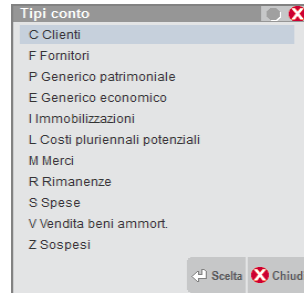 Tipi conto
C Clienti
F Fornitori
P Generico patrimoniale
E Generico economico
I Immobilizzazioni
L Costi pluriennali potenziali
M Merci
R Rimanenze
S Spese
V Vendita beni ammort.
Z Sospesi
Scelta Chiud